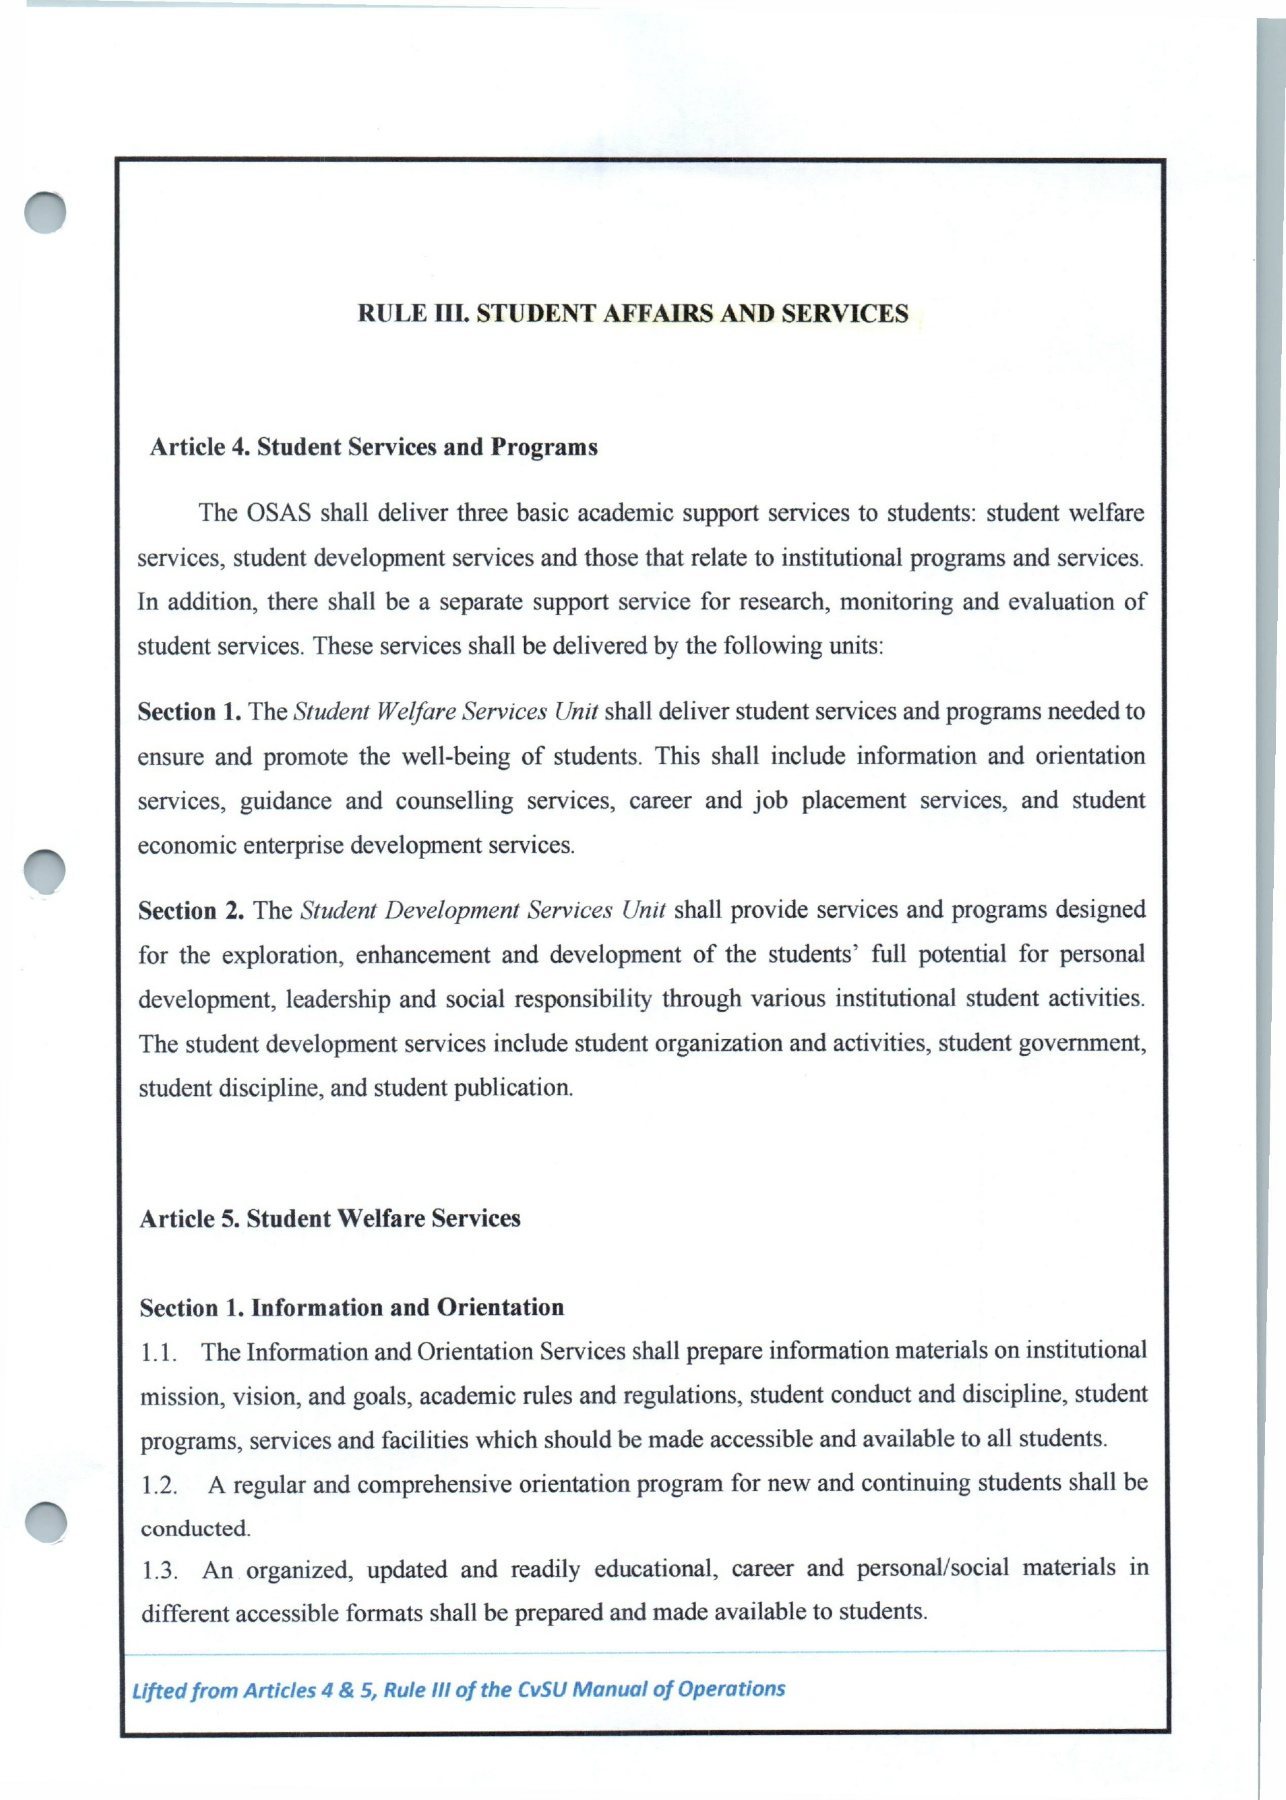 RULE III. STUDENT AFFAIRS AND SERVICES
Article 4. Student Services and Programs
The OSAS shall deliver three basic academic support services to students: student welfare
services, student development services and those that relate to institutional programs and services.
In addition, there shall be a separate support service for research, monitoring and evaluation of
student services. These services shall be delivered by the following units:
Section 1. The Student Welfare Services Unit shall deliver student services and programs needed to
ensure and promote the well-being of students. This shall include information and orientation
services, guidance and counselling services, career and job placement services, and student
economic enterprise development services.
Section 2. The Student Development Services Unit shall provide services and programs designed
for the exploration, enhancement and development of the students’ full potential for personal
development, leadership and social responsibility through various institutional student activities.
The student development services include student organization and activities, student government,
student discipline, and student publication.
Article 5. Student Welfare Services
Section 1. Information and Orientation
1.1. The Information and Orientation Services shall prepare information materials on institutional
mission, vision, and goals, academic rules and regulations, student conduct and discipline, student
programs, services and facilities which should be made accessible and available to all students.
1.2. A regular and comprehensive orientation program for new and continuing students shall be
conducted.
1.3. An organized, updated and readily educational, career and personal/social materials in
different accessible formats shall be prepared and made available to students.
Lifted from Articles 4 & 5, Rule III of the CvSU Manual of Operations